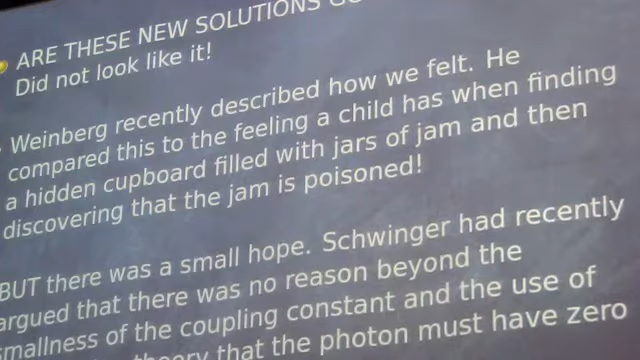 ARE THESE NEW SOLUTIONS
Did not look like it!
Weinberg recently described how we felt. He
compared this to the feeling a child has when finding
a hidden cupboard filled with jars of jam and then
discovering that the jam is poisoned!
BUT there was a small hope. Schwinger had recently
argued that there was no reason beyond the
smallness of the coupling constant and the use of
theory that the photon must have zero